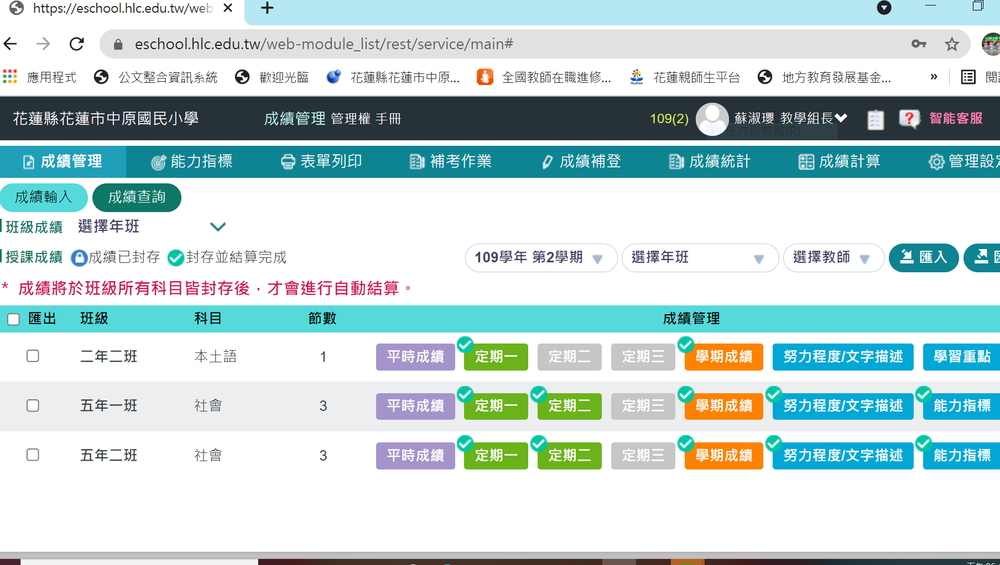 https://eschool.hlc.edu.tw/web
eschool.hlc.edu.tw/web-module_list/rest/service/main#
應用程式 公文整合資訊系統 歡迎光臨 花蓮縣花蓮市中原... 全國教師在職進修... 花蓮親師生平台 地方教育發展基金... »
花蓮縣花蓮市中原國民小學 成績管理 管理權 手冊 109(2) 蘇淑瓔 教學組長 智能客服
長方形剪取(R)
成績管理 能力指標 表單列印 補考作業 成績補登 成績統計 成績計算 管理設定
成績輸入 成績查詢
班級成績 選擇年班
授課成績 成績已封存 封存並結算完成 109學年 第2學期 選擇年班 選擇教師 匯入
* 成績將於班級所有科目皆封存後，才會進行自動結算。
匯出 班級 科目 節數 成績管理
二年二班 本土語 1 平時成績 定期一 定期二 定期三 學期成績 努力程度/文字描述 學習重點
五年一班 社會 3 平時成績 定期一 定期二 定期三 學期成績 努力程度/文字描述 能力指標
五年二班 社會 3 平時成績 定期一 定期二 定期三 學期成績 努力程度/文字描述 能力指標